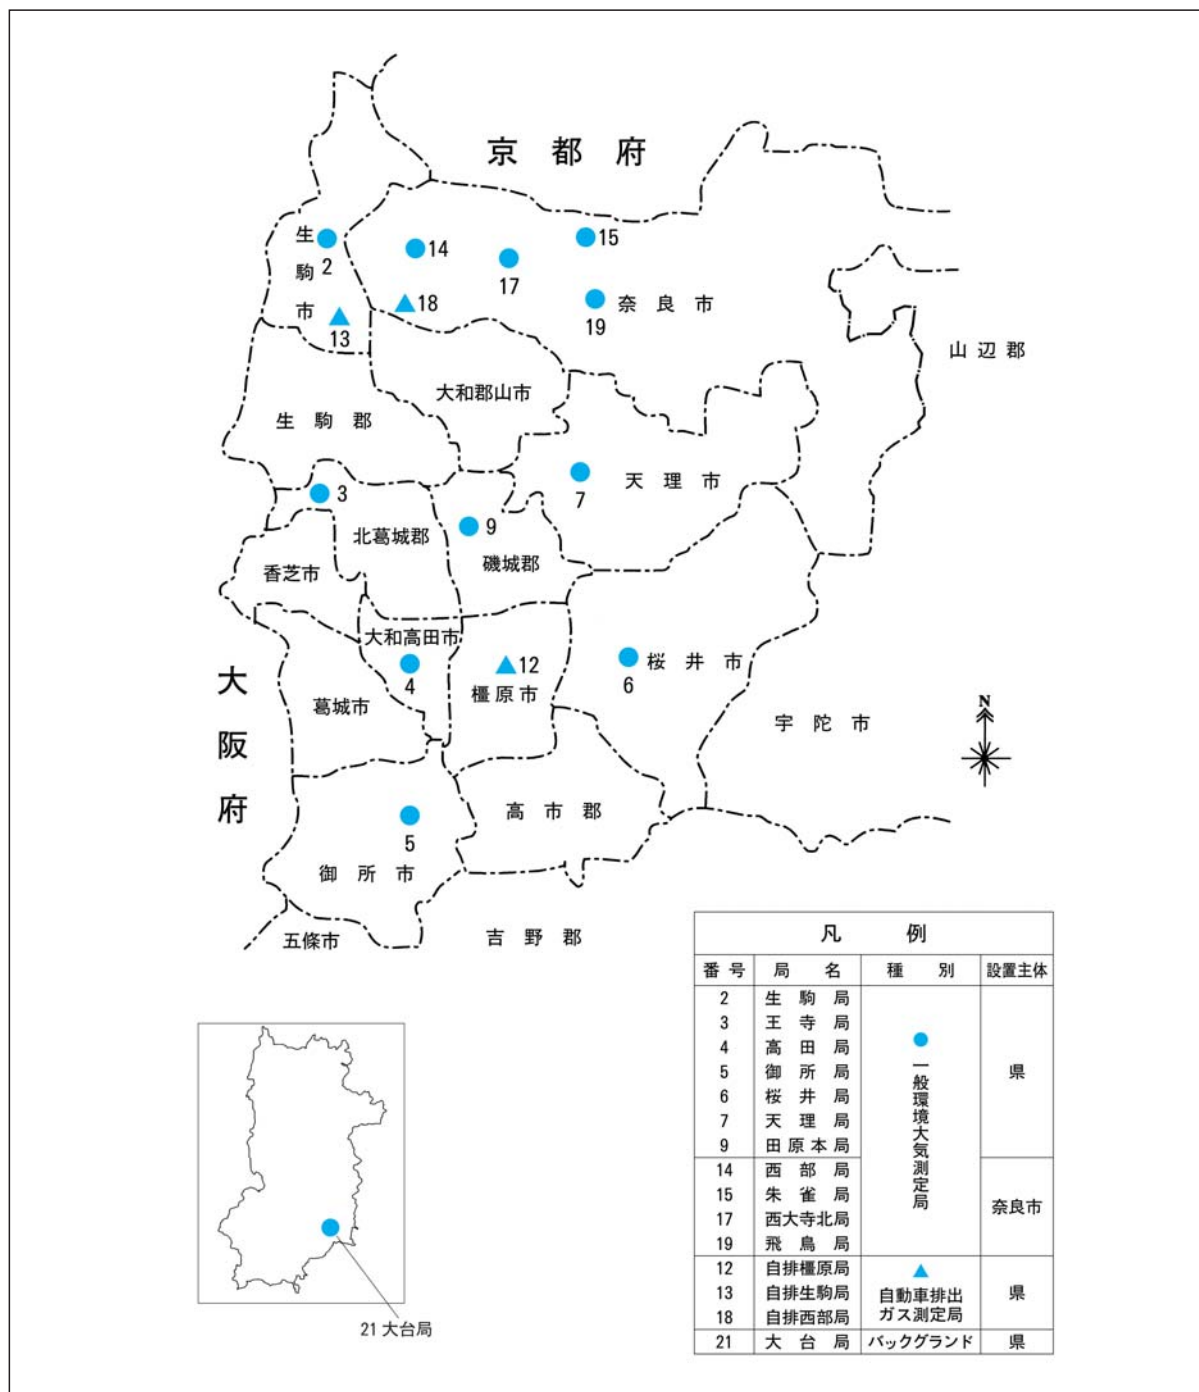 京都府
生駒市
2
14
15
17
18
19
奈良市
13
山辺郡
大和郡山市
生駒郡
天理市
7
3
9
北葛城郡
磯城郡
香芝市
大和高田市
4
12
橿原市
6
桜井市
大阪府
葛城市
宇陀市
N
高市郡
5
御所市
五條市
吉野郡
凡例
番号 局名 種別 設置主体
2 生駒局
3 王寺局
4 高田局
5 御所局
6 桜井局
7 天理局
9 田原本局
一般環境大気測定局
県
14 西部局
15 朱雀局
17 西大寺北局
19 飛鳥局
奈良市
12 自排橿原局
13 自排生駒局
18 自排西部局
自動車排出
ガス測定局
県
21 大台局 バックグランド 県
21 大台局